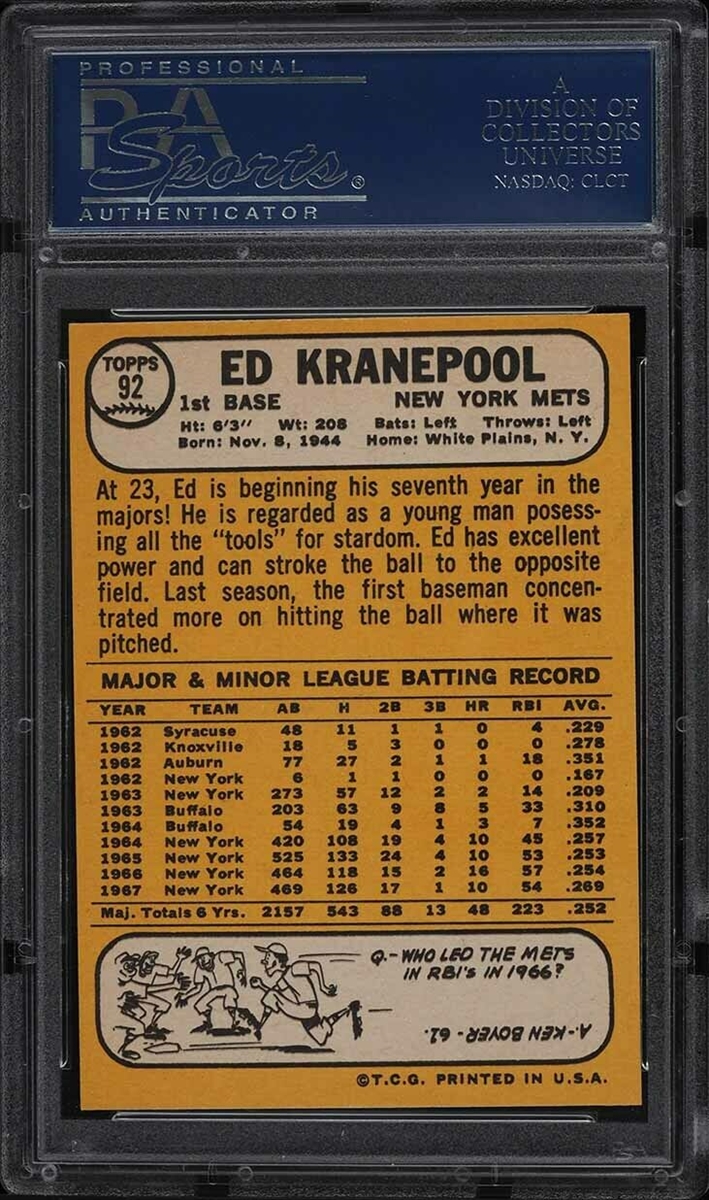 PROFESSIONAL
PSA
Sports®
AUTHENTICATOR
A
DIVISION OF
COLLECTORS
UNIVERSE
NASDAQ: CLCT
TOPPS
92
ED KRANEPOOL
1st BASE NEW YORK METS
Ht: 6'3" Wt: 208 Bats: Left Throws: Left
Born: Nov. 8, 1944 Home: White Plains, N. Y.
At 23, Ed is beginning his seventh year in the
majors! He is regarded as a young man posess-
ing all the "tools" for stardom. Ed has excellent
power and can stroke the ball to the opposite
field. Last season, the first baseman concen-
trated more on hitting the ball where it was
pitched.
MAJOR & MINOR LEAGUE BATTING RECORD
YEAR TEAM AB H 2B 3B HR RBI AVG.
1962 Syracuse 48 11 1 1 0 4 .229
1962 Knoxville 18 5 3 0 0 0 .278
1962 Auburn 77 27 2 1 1 18 .351
1962 New York 6 1 1 0 0 0 .167
1963 New York 273 57 12 2 2 14 .209
1963 Buffalo 203 63 9 8 5 33 .310
1964 Buffalo 54 19 4 1 3 7 .352
1964 New York 420 108 19 4 10 45 .257
1965 New York 525 133 24 4 10 53 .253
1966 New York 464 118 15 2 16 57 .254
1967 New York 469 126 17 1 10 54 .269
Maj. Totals 6 Yrs. 2157 543 88 13 48 223 .252
Q.-WHO LED THE METS
IN RBI'S IN 1966?
A-KEN BOYER-61.
©T.C.G. PRINTED IN U.S.A.